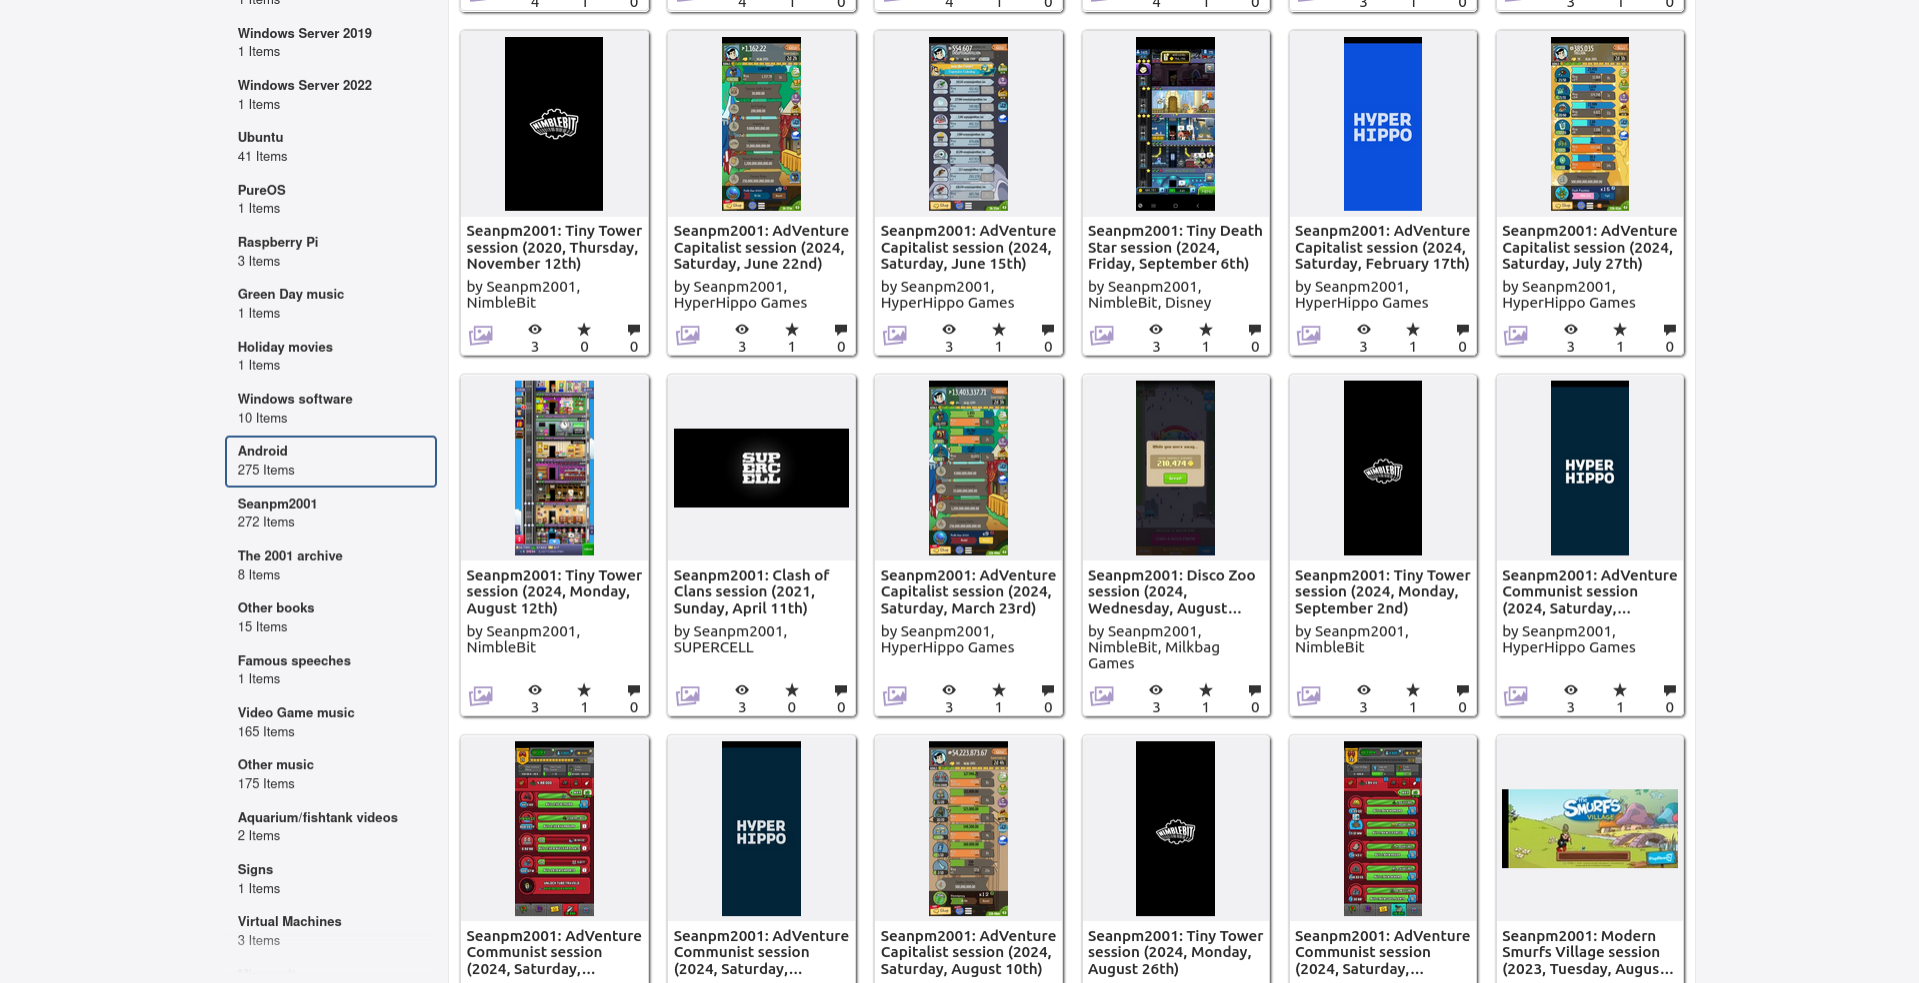 Windows Server 2019
1 Items
Windows Server 2022
1 Items
Ubuntu
41 Items
PureOS
1 Items
Raspberry Pi
3 Items
Green Day music
1 Items
Holiday movies
1 Items
Windows software
10 Items
Android
275 Items
Seanpm2001
272 Items
The 2001 archive
8 Items
Other books
15 Items
Famous speeches
1 Items
Video Game music
165 Items
Other music
175 Items
Aquarium/fishtank videos
2 Items
Signs
1 Items
Virtual Machines
3 Items
4 1 0
4 1 0
4 1 0
4 1 0
3 1 0
3 1 0
NIMBLEBIT
Seanpm2001: Tiny Tower
session (2020, Thursday,
November 12th)
by Seanpm2001,
NimbleBit
3 0 0
Seanpm2001: AdVenture
Capitalist session (2024,
Saturday, June 22nd)
by Seanpm2001,
HyperHippo Games
3 1 0
Seanpm2001: AdVenture
Capitalist session (2024,
Saturday, June 15th)
by Seanpm2001,
HyperHippo Games
3 1 0
Seanpm2001: Tiny Death
Star session (2024,
Friday, September 6th)
by Seanpm2001,
NimbleBit, Disney
3 1 0
HYPER
HIPPO
Seanpm2001: AdVenture
Capitalist session (2024,
Saturday, February 17th)
by Seanpm2001,
HyperHippo Games
3 1 0
Seanpm2001: AdVenture
Capitalist session (2024,
Saturday, July 27th)
by Seanpm2001,
HyperHippo Games
3 1 0
Seanpm2001: Tiny Tower
session (2024, Monday,
August 12th)
by Seanpm2001,
NimbleBit
3 1 0
SUP
ERC
ELL
Seanpm2001: Clash of
Clans session (2021,
Sunday, April 11th)
by Seanpm2001,
SUPERCELL
3 0 0
Seanpm2001: AdVenture
Capitalist session (2024,
Saturday, March 23rd)
by Seanpm2001,
HyperHippo Games
3 1 0
210,474
Seanpm2001: Disco Zoo
session (2024,
Wednesday, August...
by Seanpm2001,
NimbleBit, Milkbag
Games
3 1 0
NIMBLEBIT
Seanpm2001: Tiny Tower
session (2024, Monday,
September 2nd)
by Seanpm2001,
NimbleBit
3 1 0
HYPER
HIPPO
Seanpm2001: AdVenture
Communist session
(2024, Saturday,...
by Seanpm2001,
HyperHippo Games
3 1 0
Seanpm2001: AdVenture
Communist session
(2024, Saturday,...
HYPER
HIPPO
Seanpm2001: AdVenture
Communist session
(2024, Saturday,...
Seanpm2001: AdVenture
Capitalist session (2024,
Saturday, August 10th)
NIMBLEBIT
Seanpm2001: Tiny Tower
session (2024, Monday,
August 26th)
Seanpm2001: AdVenture
Communist session
(2024, Saturday,...
SMURFS
VILLAGE
Seanpm2001: Modern
Smurfs Village session
(2023, Tuesday, Augus...